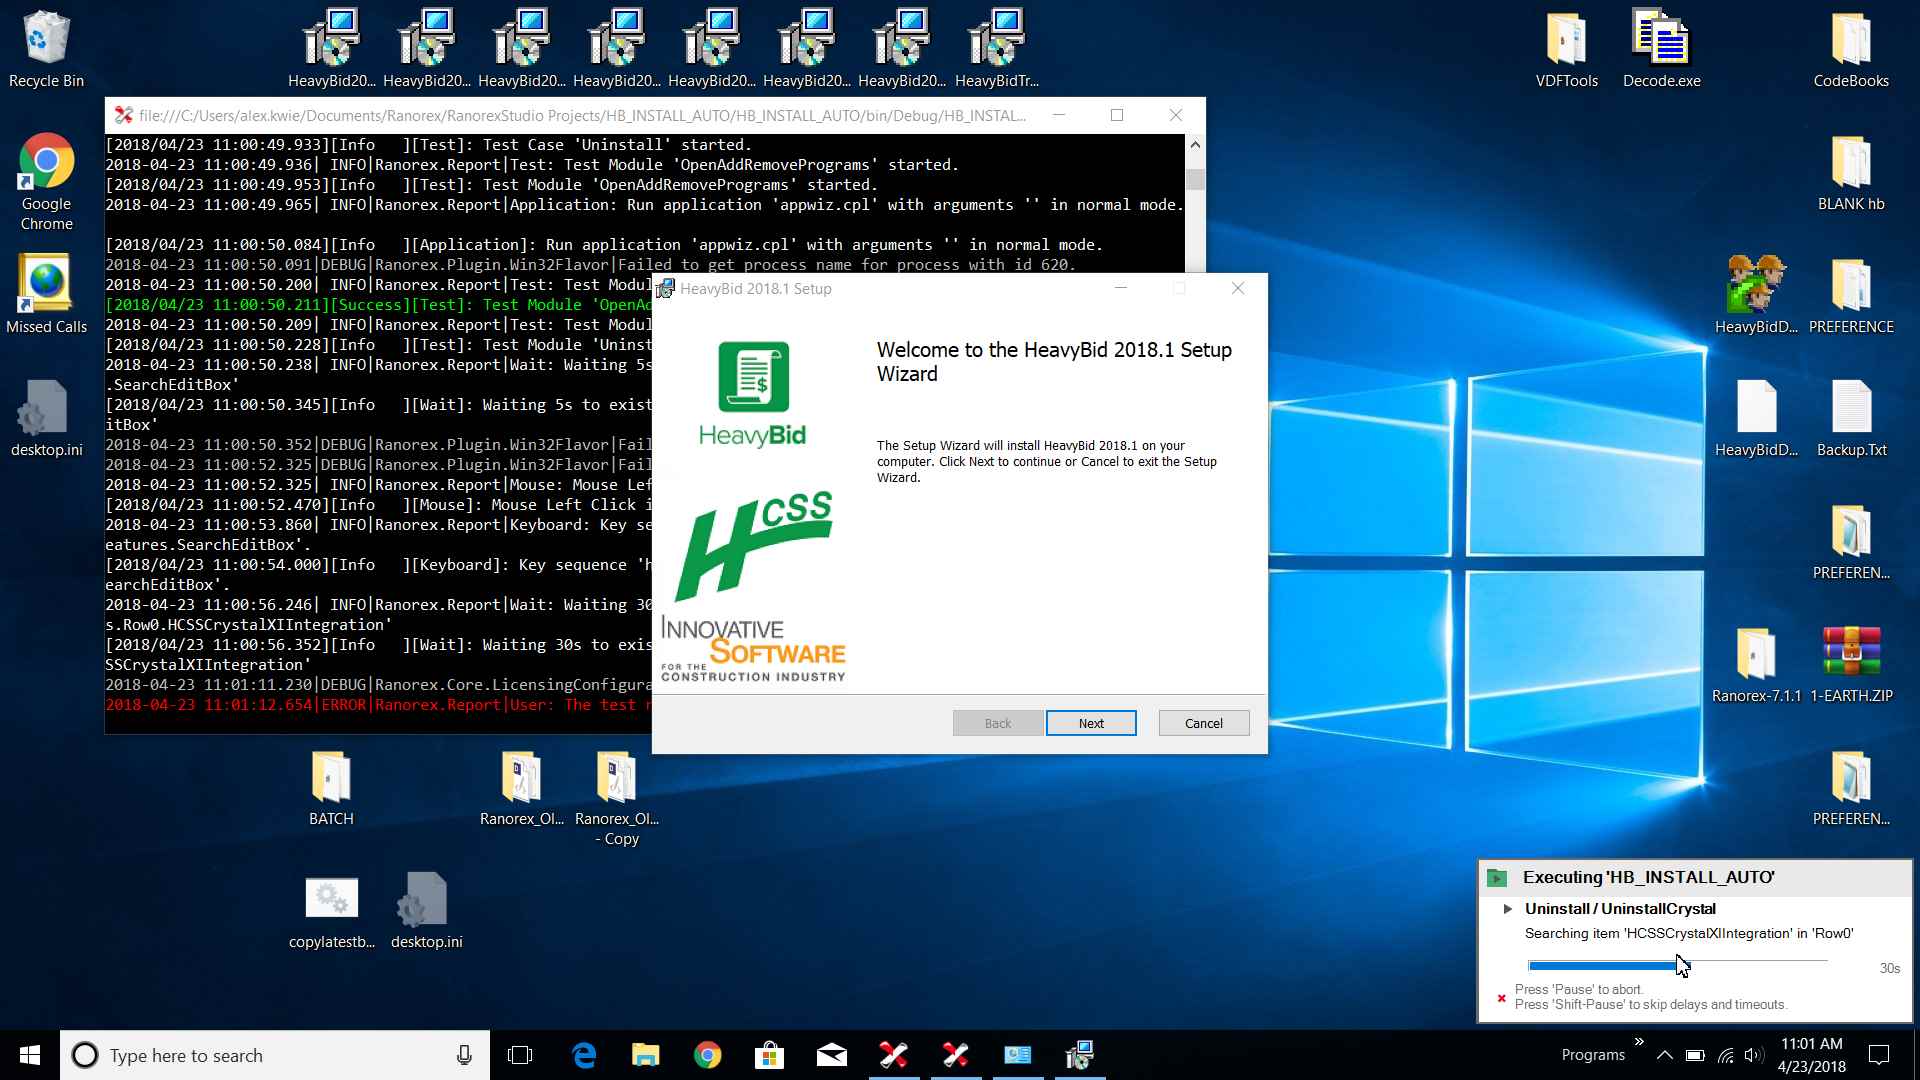 Recycle Bin
HeavyBid20...
HeavyBid20...
HeavyBid20...
HeavyBid20...
HeavyBid20...
HeavyBid20...
HeavyBid20...
HeavyBidTr...
VDFTools
Decode.exe
CodeBooks
Google
Chrome
Missed Calls
desktop.ini
BLANK hb
HeavyBidD...
PREFERENCE
HeavyBidD...
Backup.Txt
PREFEREN...
Ranorex-7.1.1
1-EARTH.ZIP
PREFEREN...
file:///C:/Users/alex.kwie/Documents/Ranorex/RanorexStudio Projects/HB_INSTALL_AUTO/HB_INSTALL_AUTO/bin/Debug/HB_INSTAL...
[2018/04/23 11:00:49.933][Info   ][Test]: Test Case 'Uninstall' started.
2018-04-23 11:00:49.936| INFO|Ranorex.Report|Test: Test Module 'OpenAddRemovePrograms' started.
[2018/04/23 11:00:49.953][Info   ][Test]: Test Module 'OpenAddRemovePrograms' started.
2018-04-23 11:00:49.965| INFO|Ranorex.Report|Application: Run application 'appwiz.cpl' with arguments '' in normal mode.
[2018/04/23 11:00:50.084][Info   ][Application]: Run application 'appwiz.cpl' with arguments '' in normal mode.
2018-04-23 11:00:50.091|DEBUG|Ranorex.Plugin.Win32Flavor|Failed to get process name for process with id 620.
2018-04-23 11:00:50.200| INFO|Ranorex.Report|Test: Test Modul
[2018/04/23 11:00:50.211][Success][Test]: Test Module 'OpenAd
2018-04-23 11:00:50.209| INFO|Ranorex.Report|Test: Test Modul
[2018/04/23 11:00:50.228][Info   ][Test]: Test Module 'Uninst
2018-04-23 11:00:50.238| INFO|Ranorex.Report|Wait: Waiting 5s
.SearchEditBox'
[2018/04/23 11:00:50.345][Info   ][Wait]: Waiting 5s to exist
itBox'
2018-04-23 11:00:50.352|DEBUG|Ranorex.Plugin.Win32Flavor|Fail
2018-04-23 11:00:52.325|DEBUG|Ranorex.Plugin.Win32Flavor|Fail
2018-04-23 11:00:52.325| INFO|Ranorex.Report|Mouse: Mouse Lef
[2018/04/23 11:00:52.470][Info   ][Mouse]: Mouse Left Click i
2018-04-23 11:00:53.860| INFO|Ranorex.Report|Keyboard: Key se
eatures.SearchEditBox'.
[2018/04/23 11:00:54.000][Info   ][Keyboard]: Key sequence 'h
earchEditBox'.
2018-04-23 11:00:56.246| INFO|Ranorex.Report|Wait: Waiting 30
s.Row0.HCSSCrystalXIIntegration'
[2018/04/23 11:00:56.352][Info   ][Wait]: Waiting 30s to exis
SSCrystalXIIntegration'
2018-04-23 11:01:11.230|DEBUG|Ranorex.Core.LicensingConfigura
2018-04-23 11:01:12.654|ERROR|Ranorex.Report|User: The test r
HeavyBid 2018.1 Setup
HeavyBid
HCSS
INNOVATIVE
SOFTWARE
FOR THE
CONSTRUCTION INDUSTRY
Welcome to the HeavyBid 2018.1 Setup
Wizard
The Setup Wizard will install HeavyBid 2018.1 on your
computer. Click Next to continue or Cancel to exit the Setup
Wizard.
Back
Next
Cancel
BATCH
Ranorex_Ol...
Ranorex_Ol...
- Copy
copylatestb...
desktop.ini
Executing 'HB_INSTALL_AUTO'
Uninstall / UninstallCrystal
Searching item 'HCSSCrystalXIIntegration' in 'Row0'
30s
Press 'Pause' to abort.
Press 'Shift-Pause' to skip delays and timeouts.
Type here to search
Programs
11:01 AM
4/23/2018